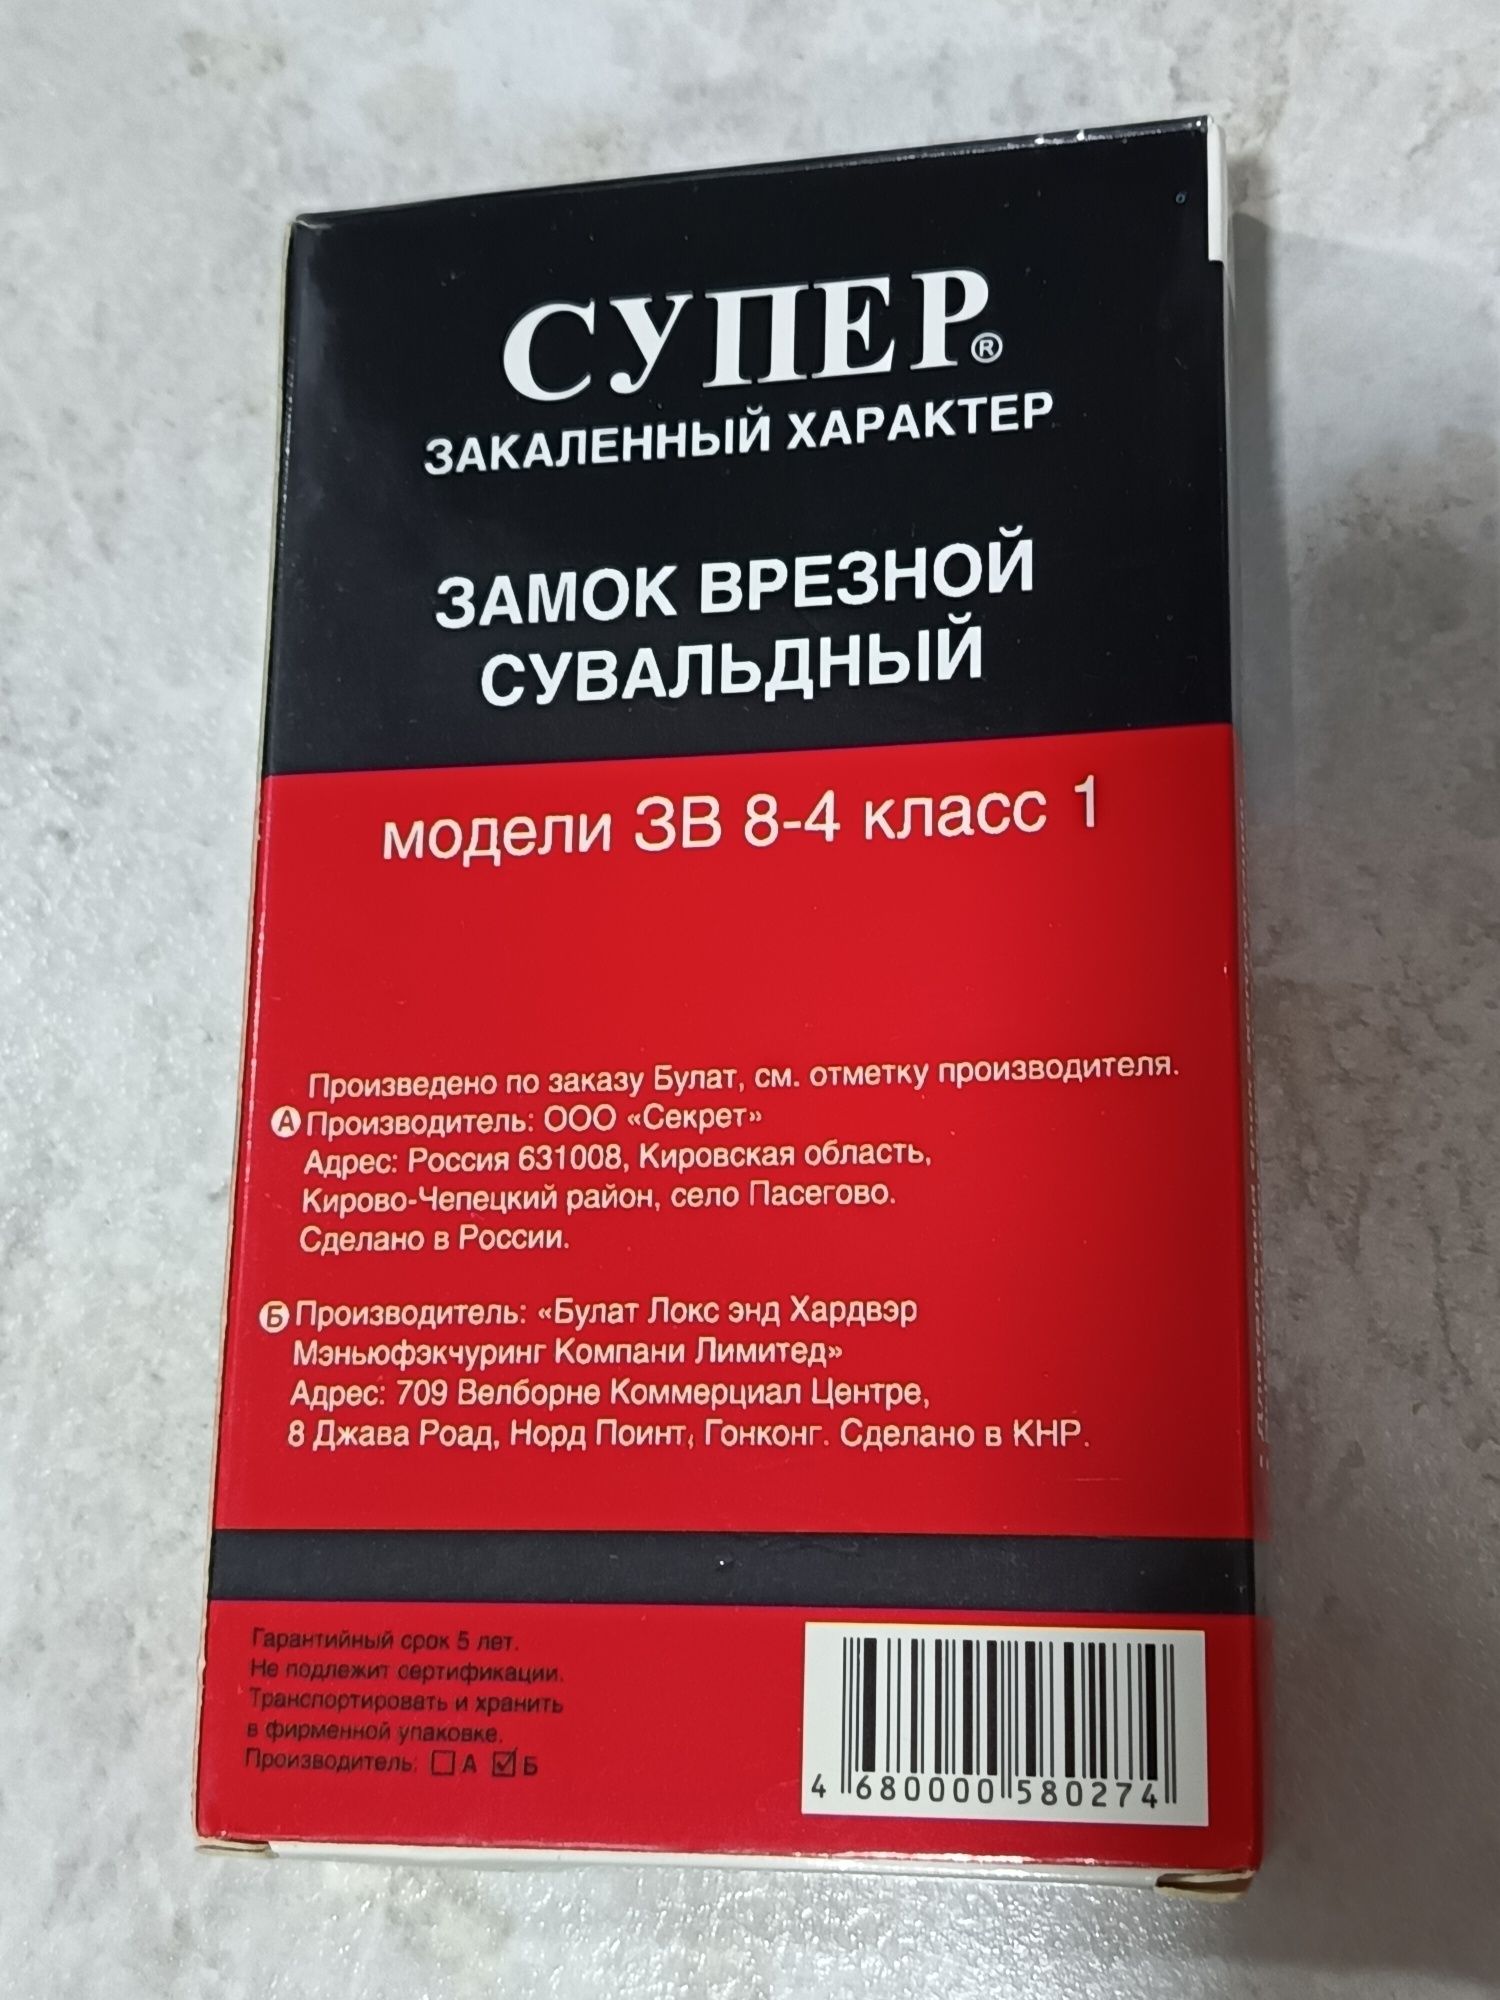 СУПЕР®
ЗАКАЛЕННЫЙ ХАРАКТЕР
ЗАМОК ВРЕЗНОЙ
СУВАЛЬДНЫЙ
модели ЗВ 8-4 класс 1
Произведено по заказу Булат, см. отметку производителя.
А Производитель: ООО «Секрет»
Адрес: Россия 631008, Кировская область,
Кирово-Чепецкий район, село Пасегово.
Сделано в России.
Б Производитель: «Булат Локс энд Хардвэр
Мэньюфэкчуринг Компани Лимитед»
Адрес: 709 Велборне Коммерциал Центре,
8 Джава Роад, Норд Поинт, Гонконг. Сделано в КНР.
Гарантийный срок 5 лет.
Не подлежит сертификации.
Транспортировать и хранить
в фирменной упаковке.
Производитель: ☐ А ☑ Б
4 680000 580274